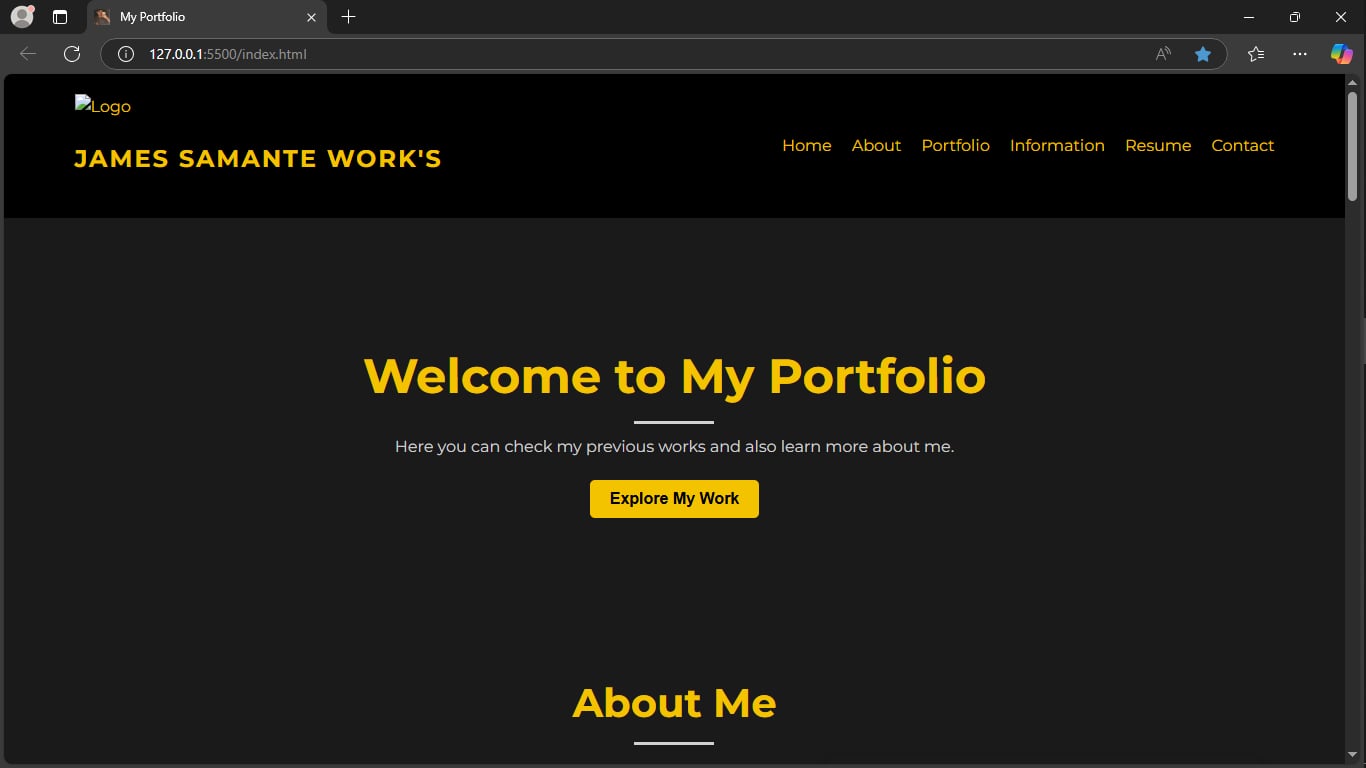 My Portfolio
127.0.0.1:5500/index.html
Logo
JAMES SAMANTE WORK'S
Home About Portfolio Information Resume Contact
Welcome to My Portfolio
Here you can check my previous works and also learn more about me.
Explore My Work
About Me